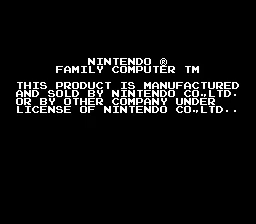 NINTENDO ®
FAMILY COMPUTER TM
THIS PRODUCT IS MANUFACTURED
AND SOLD BY NINTENDO CO.,LTD.
OR BY OTHER COMPANY UNDER
LICENSE OF NINTENDO CO.,LTD..